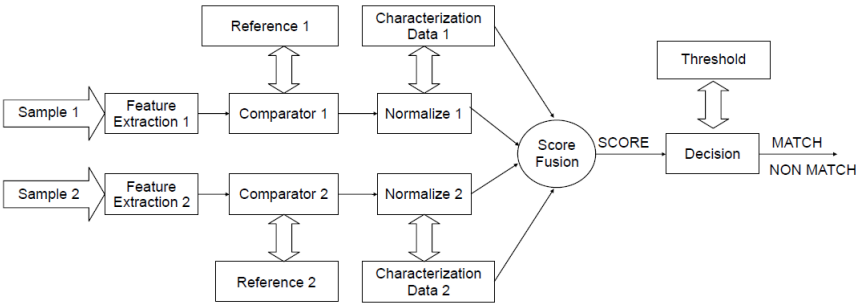 Reference 1
Characterization
Data 1
Threshold
Sample 1
Feature
Extraction 1
Comparator 1
Normalize 1
Score
Fusion
SCORE
Decision
MATCH
NON MATCH
Sample 2
Feature
Extraction 2
Comparator 2
Normalize 2
Reference 2
Characterization
Data 2